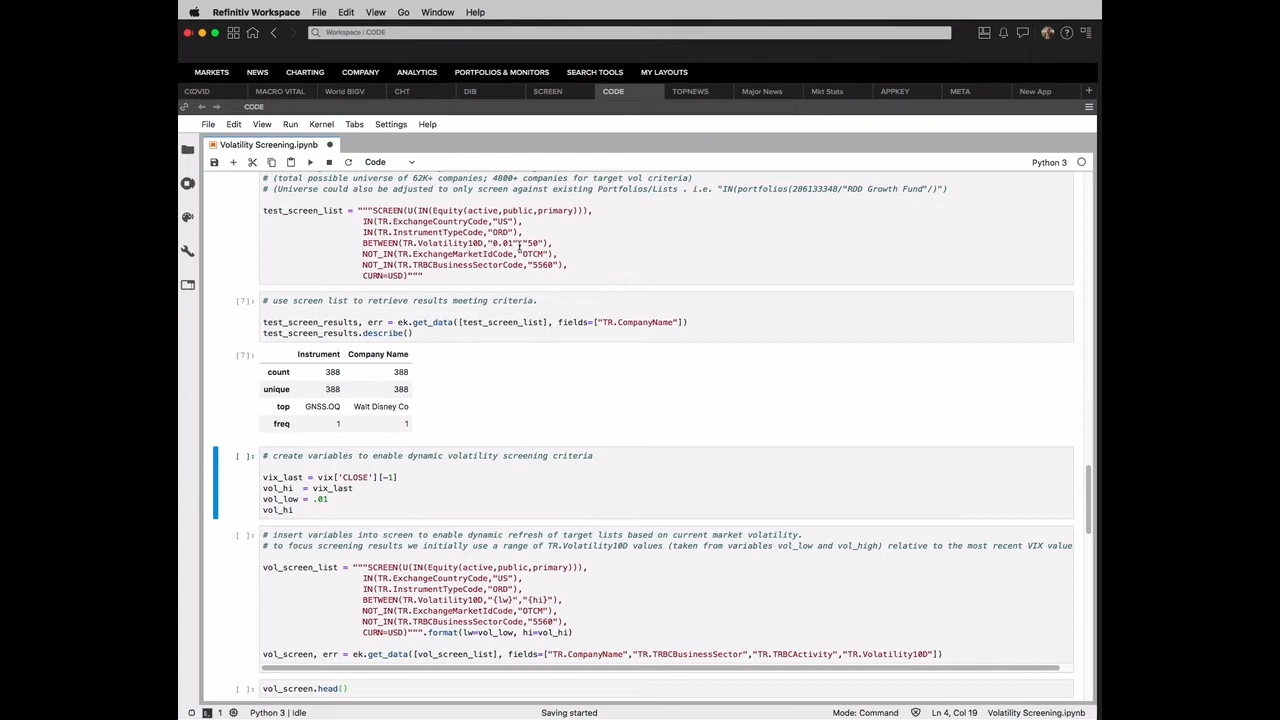 Refinitiv Workspace File Edit View Go Window Help
Workspace | CODE
MARKETS NEWS CHARTING COMPANY ANALYTICS PORTFOLIOS & MONITORS SEARCH TOOLS MY LAYOUTS
MACRO VITAL World BIGV CHT DIB SCREEN CODE TOPNEWS Major News Mkt Stats APPKEY META New App +
CODE
File Edit View Run Kernel Tabs Settings Help
Volatility Screening.ipynb
Code Python 3
# (total possible universe of 62K+ companies; 4800+ companies for target vol criteria)
# (Universe could also be adjusted to only screen against existing Portfolios/Lists . i.e. "IN(portfolios(286133348/"RDD Growth Fund"/)")
test_screen_list = """SCREEN(U(IN(Equity(active,public,primary))),
IN(TR.ExchangeCountryCode,"US"),
IN(TR.InstrumentTypeCode,"ORD"),
BETWEEN(TR.Volatility10D,"0.01","50"),
NOT_IN(TR.ExchangeMarketIdCode,"OTCM"),
NOT_IN(TR.TRBCBusinessSectorCode,"5560"),
CURN=USD)"""
[7]: # use screen list to retrieve results meeting criteria.
test_screen_results, err = ek.get_data([test_screen_list], fields=["TR.CompanyName"])
test_screen_results.describe()
[7]: Instrument Company Name
count 388 388
unique 388 388
top GNSS.OQ Walt Disney Co
freq 1 1
[ ]: # create variables to enable dynamic volatility screening criteria
vix_last = vix['CLOSE'][-1]
vol_hi = vix_last
vol_low = .01
vol_hi
[ ]: # insert variables into screen to enable dynamic refresh of target lists based on current market volatility.
# to focus screening results we initially use a range of TR.Volatility10D values (taken from variables vol_low and vol_high) relative to the most recent VIX value
vol_screen_list = """SCREEN(U(IN(Equity(active,public,primary))),
IN(TR.ExchangeCountryCode,"US"),
IN(TR.InstrumentTypeCode,"ORD"),
BETWEEN(TR.Volatility10D,"{lw}","{hi}"),
NOT_IN(TR.ExchangeMarketIdCode,"OTCM"),
NOT_IN(TR.TRBCBusinessSectorCode,"5560"),
CURN=USD)""".format(lw=vol_low, hi=vol_hi)
vol_screen, err = ek.get_data([vol_screen_list], fields=["TR.CompanyName","TR.TRBCBusinessSector","TR.TRBCActivity","TR.Volatility10D"])
[ ]: vol_screen.head()
1 Python 3 | Idle Saving started Mode: Command Ln 4, Col 19 Volatility Screening.ipynb